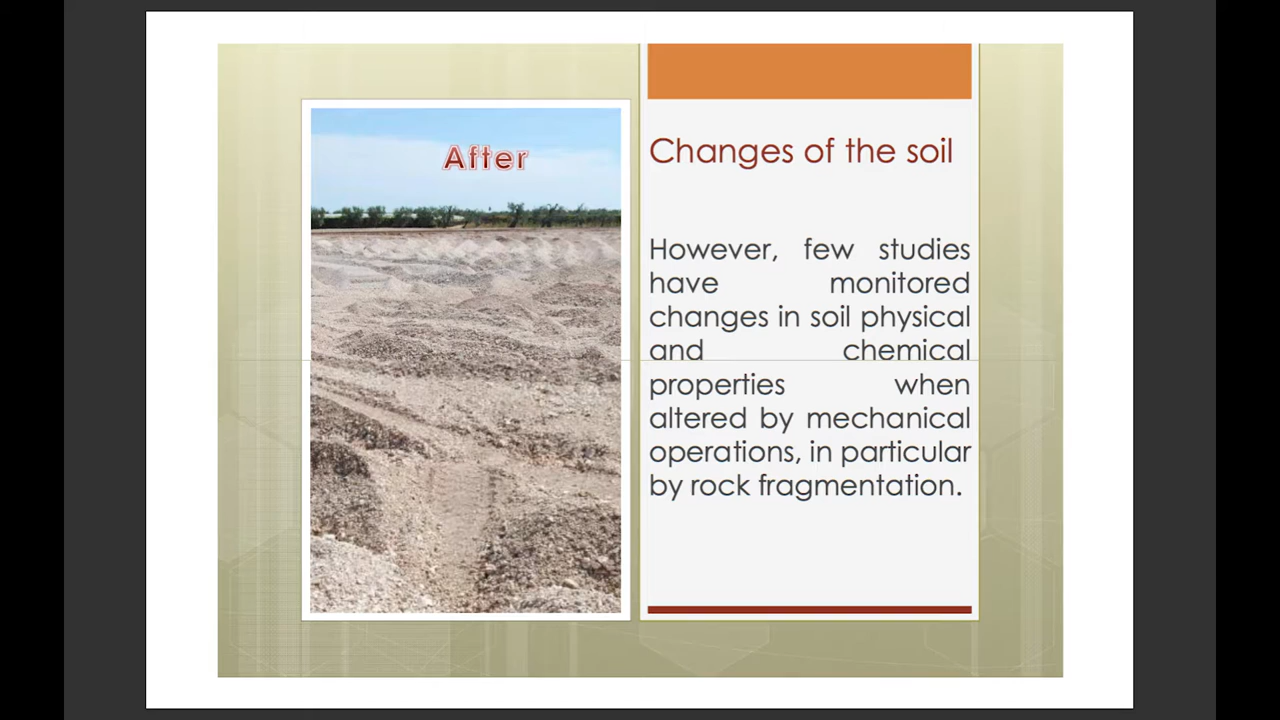 After
Changes of the soil
However, few studies
have monitored
changes in soil physical
and chemical
properties when
altered by mechanical
operations, in particular
by rock fragmentation.